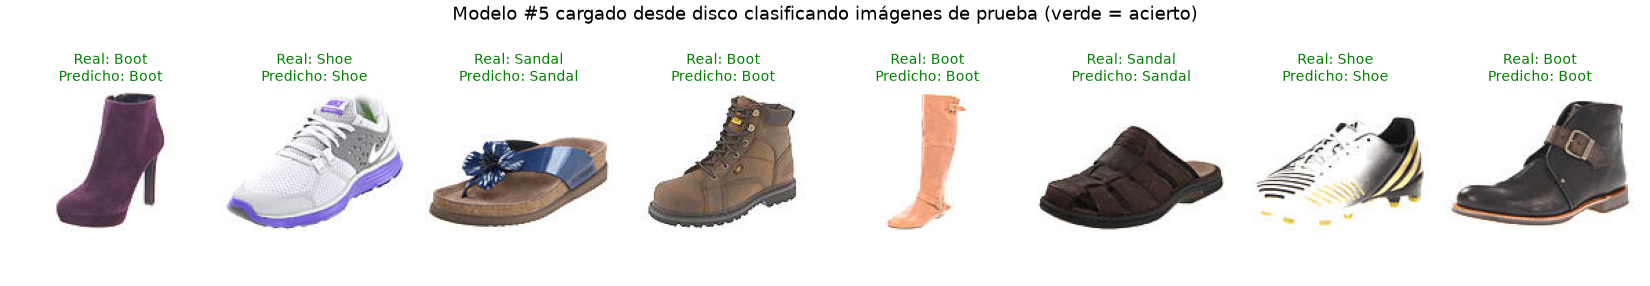 Modelo #5 cargado desde disco clasificando imágenes de prueba (verde = acierto)
Real: Boot
Predicho: Boot
Real: Shoe
Predicho: Shoe
Real: Sandal
Predicho: Sandal
Real: Boot
Predicho: Boot
Real: Boot
Predicho: Boot
Real: Sandal
Predicho: Sandal
Real: Shoe
Predicho: Shoe
Real: Boot
Predicho: Boot